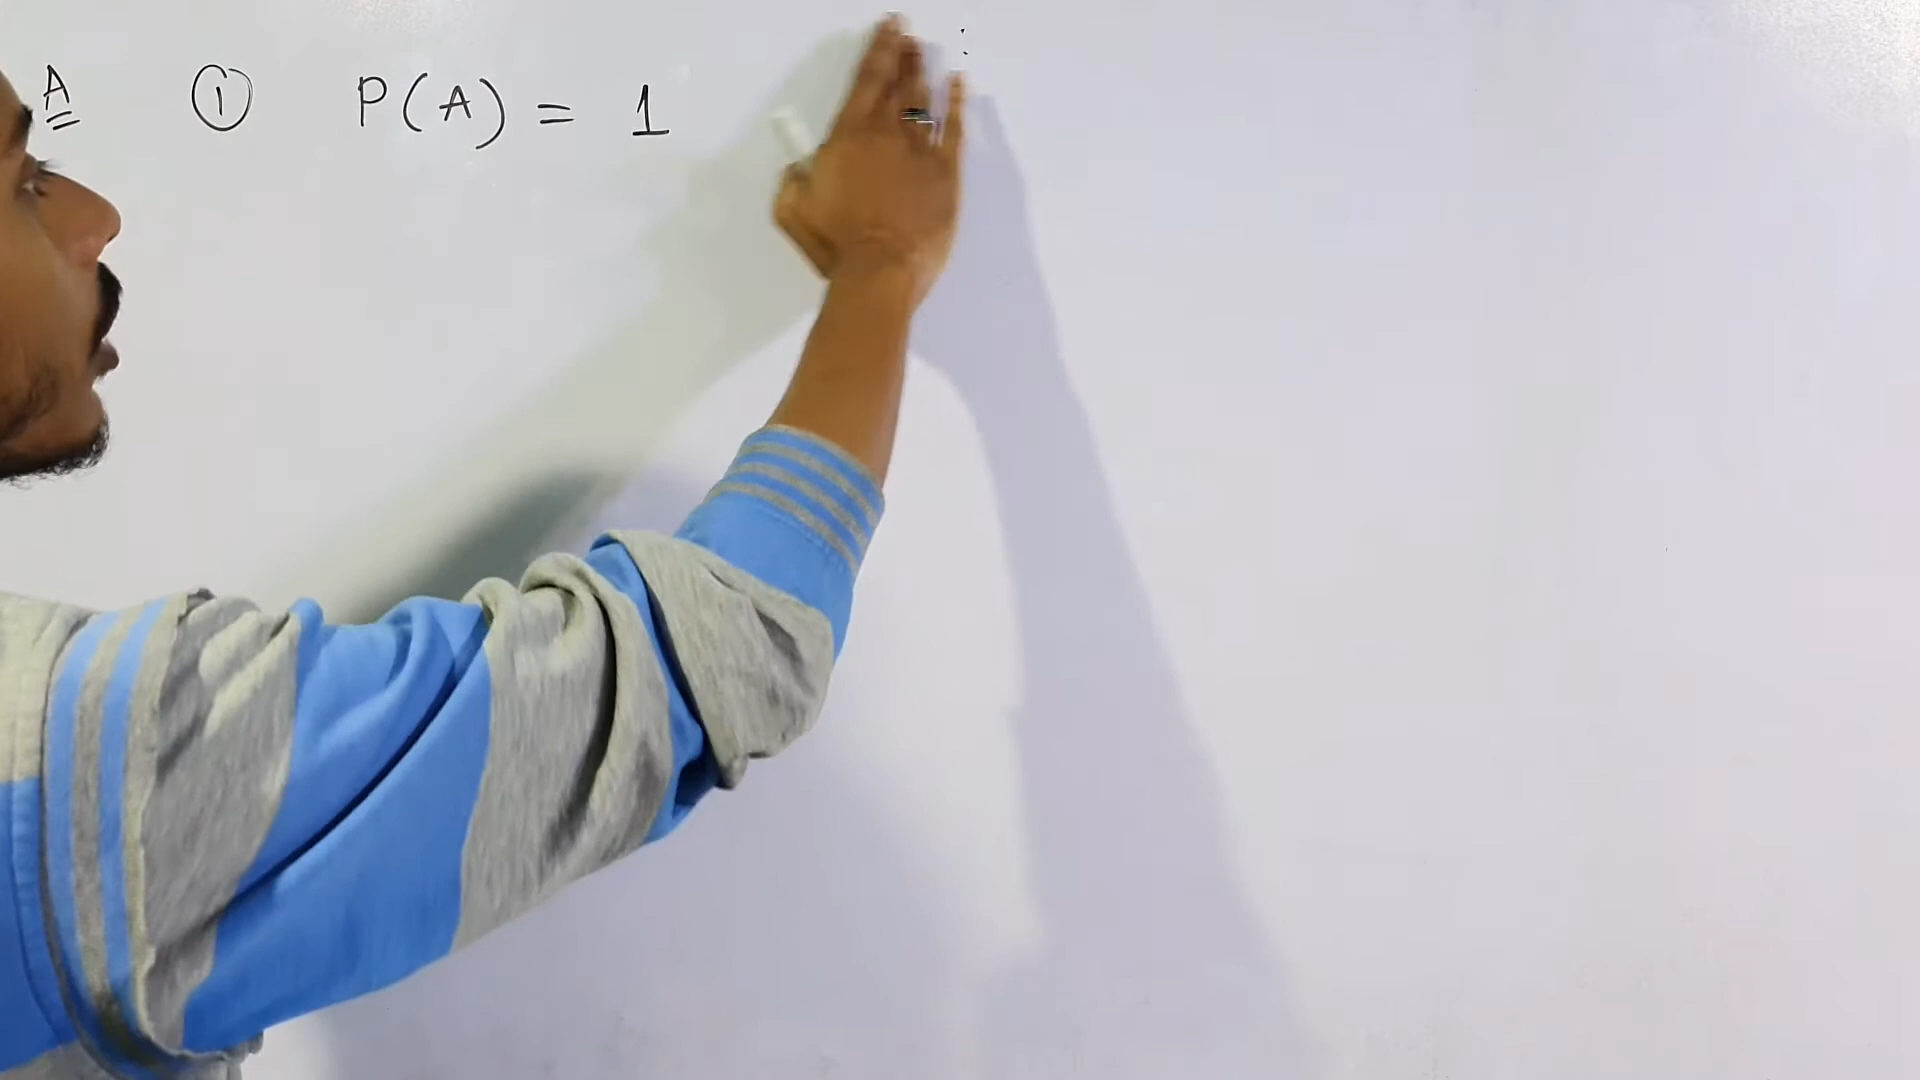 A ① P(A) = 1